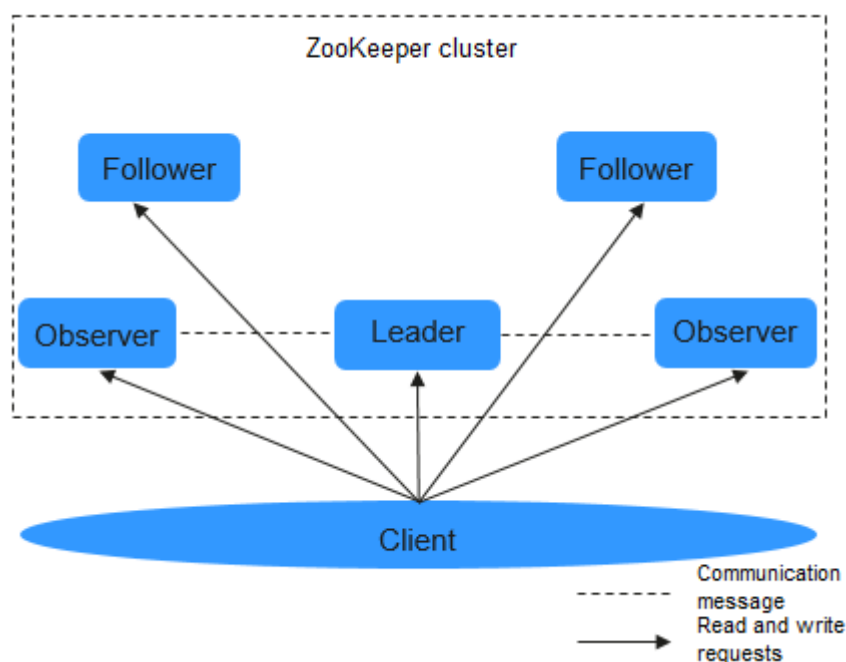 ZooKeeper cluster
Follower
Follower
Observer
Leader
Observer
Client
Communication
message
Read and write
requests